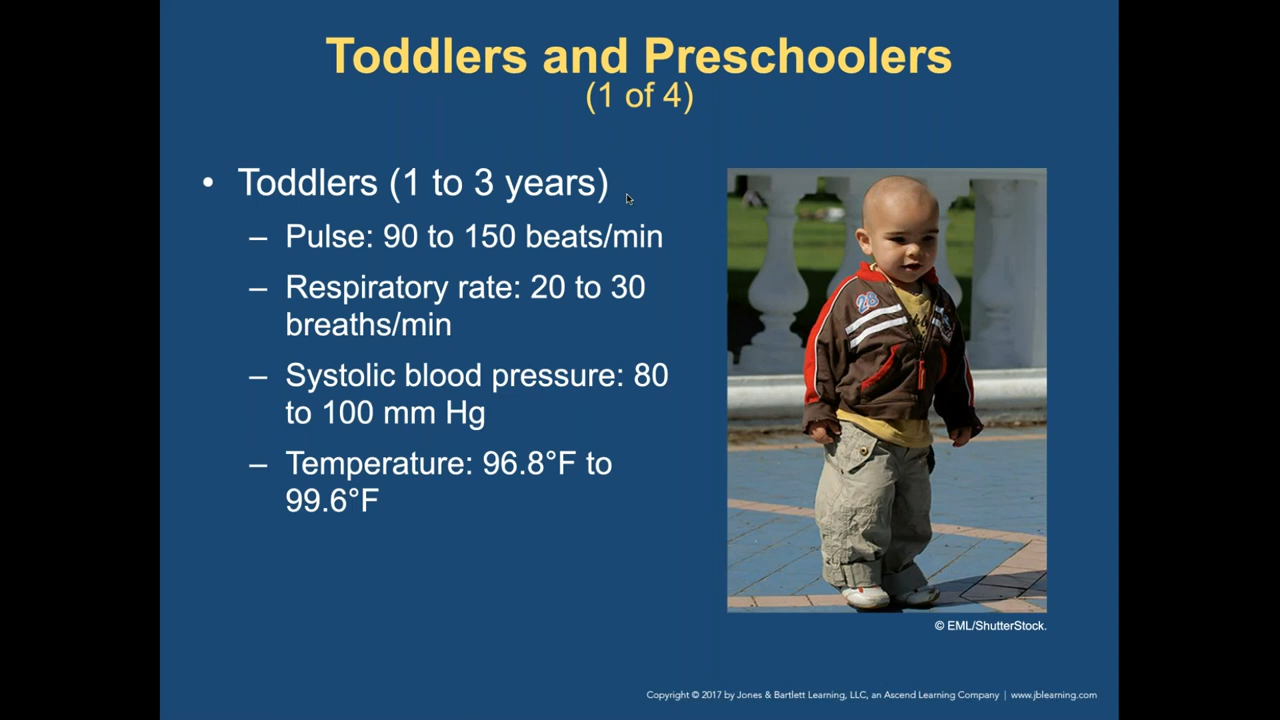 Toddlers and Preschoolers
(1 of 4)
• Toddlers (1 to 3 years)
– Pulse: 90 to 150 beats/min
– Respiratory rate: 20 to 30
breaths/min
– Systolic blood pressure: 80
to 100 mm Hg
– Temperature: 96.8°F to
99.6°F
28
© EML/ShutterStock.
Copyright © 2017 by Jones & Bartlett Learning, LLC, an Ascend Learning Company | www.jblearning.com